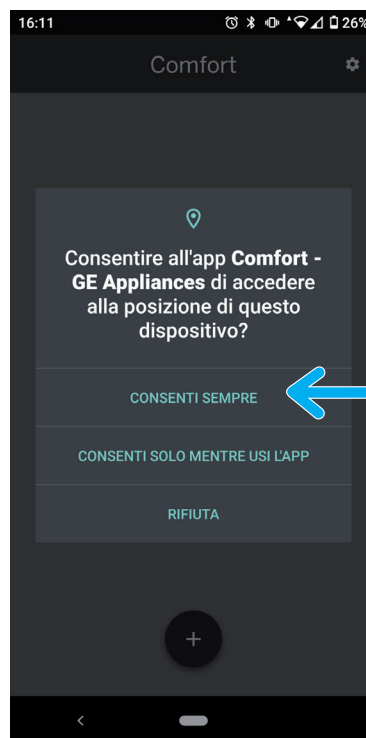 16:11 26%
Comfort
Consentire all'app Comfort -
GE Appliances di accedere
alla posizione di questo
dispositivo?
CONSENTI SEMPRE
CONSENTI SOLO MENTRE USI L'APP
RIFIUTA